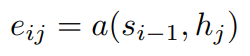 e_{ij} = a(s_{i-1}, h_j)